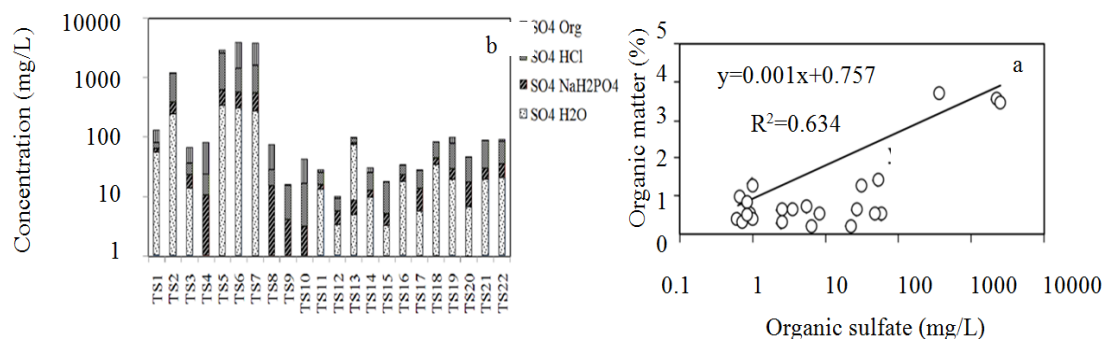 Concentration (mg/L)
10000
1000
100
10
1
b
SO4 Org
SO4 HCl
SO4 NaH2PO4
SO4 H2O
TS1
TS2
TS3
TS4
TS5
TS6
TS7
TS8
TS9
TS10
TS11
TS12
TS13
TS14
TS15
TS16
TS17
TS18
TS19
TS20
TS21
TS22
Organic matter (%)
5
4
3
2
1
0
a
y=0.001x+0.757
R²=0.634
0.1 1 10 100 1000 10000
Organic sulfate (mg/L)